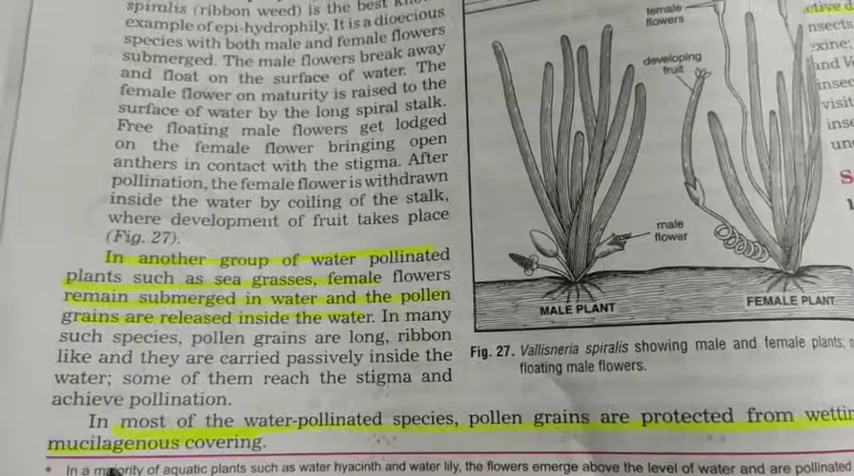 spiralis (ribbon weed) is the best
example of epi-hydrophily. It is a dioecious
species with both male and female flowers
submerged. The male flowers break away
and float on the surface of water. The
female flower on maturity is raised to the
surface of water by the long spiral stalk.
Free floating male flowers get lodged
on the female flower bringing open
anthers in contact with the stigma. After
pollination, the female flower is withdrawn
inside the water by coiling of the stalk,
where development of fruit takes place
(Fig. 27).
In another group of water pollinated
plants such as sea grasses, female flowers
remain submerged in water and the pollen
grains are released inside the water. In many
such species, pollen grains are long, ribbon
like and they are carried passively inside the
water; some of them reach the stigma and
achieve pollination.
In most of the water-pollinated species, pollen grains are protected from
mucilagenous covering.
* In a majority of aquatic plants such as water hyacinth and water lily, the flowers emerge above the level of water and are pollinated
female
flowers
developing
fruit
male
flower
MALE PLANT
FEMALE PLANT
Fig. 27. Vallisneria spiralis showing male and female plants;
floating male flowers.
nsects
and
visit
1